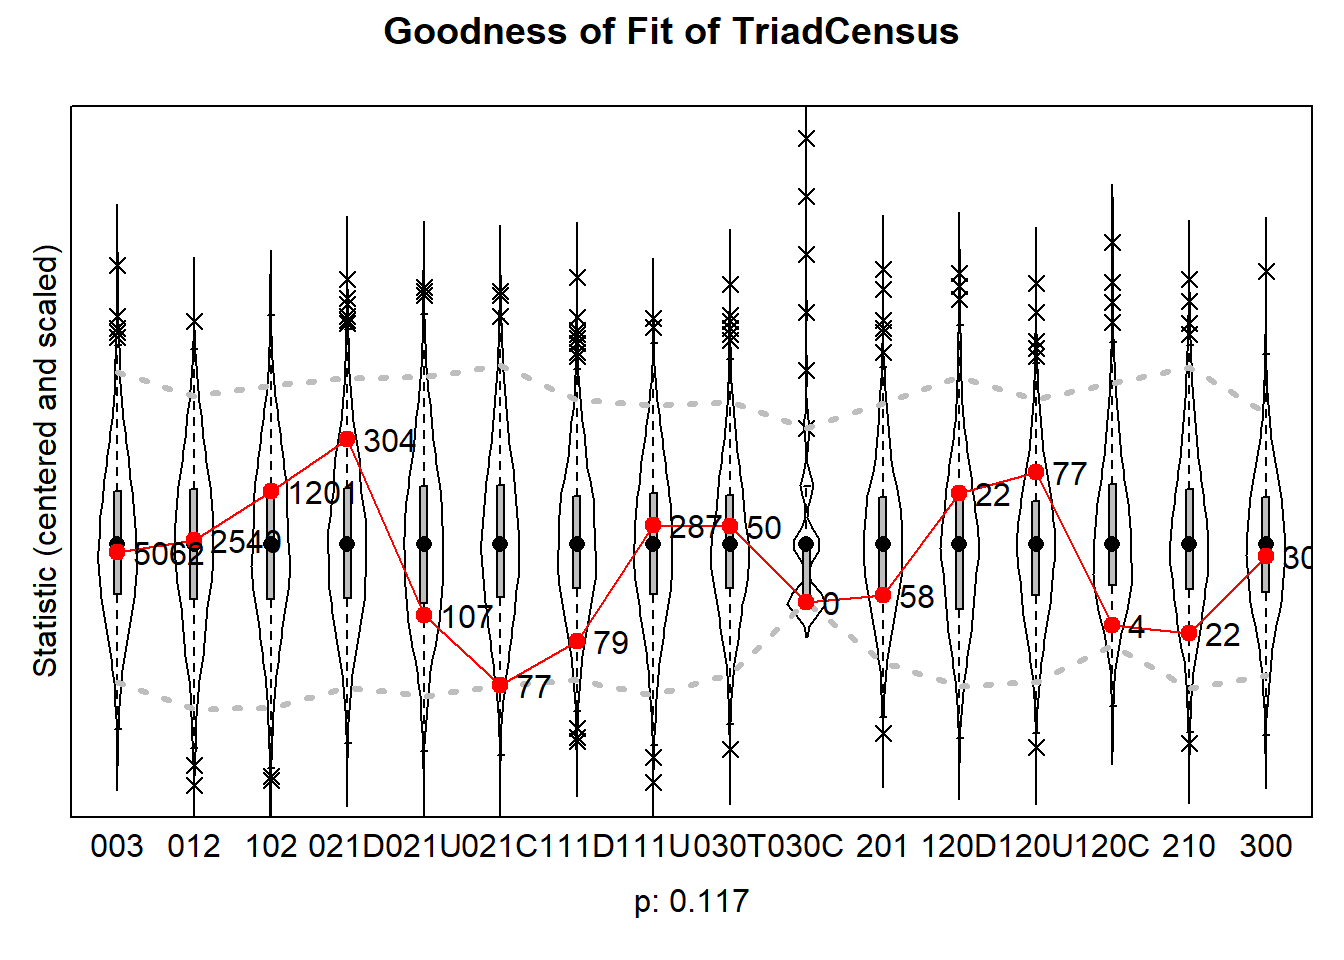 Goodness of Fit of TriadCensus
Statistic (centered and scaled)
5062 2540 1201 304 107 77 79 287 50 0 58 22 77 4 22 30
003 012 102 021D 021U 021C 111D 111U 030T 030C 201 120D 120U 120C 210 300
p: 0.117